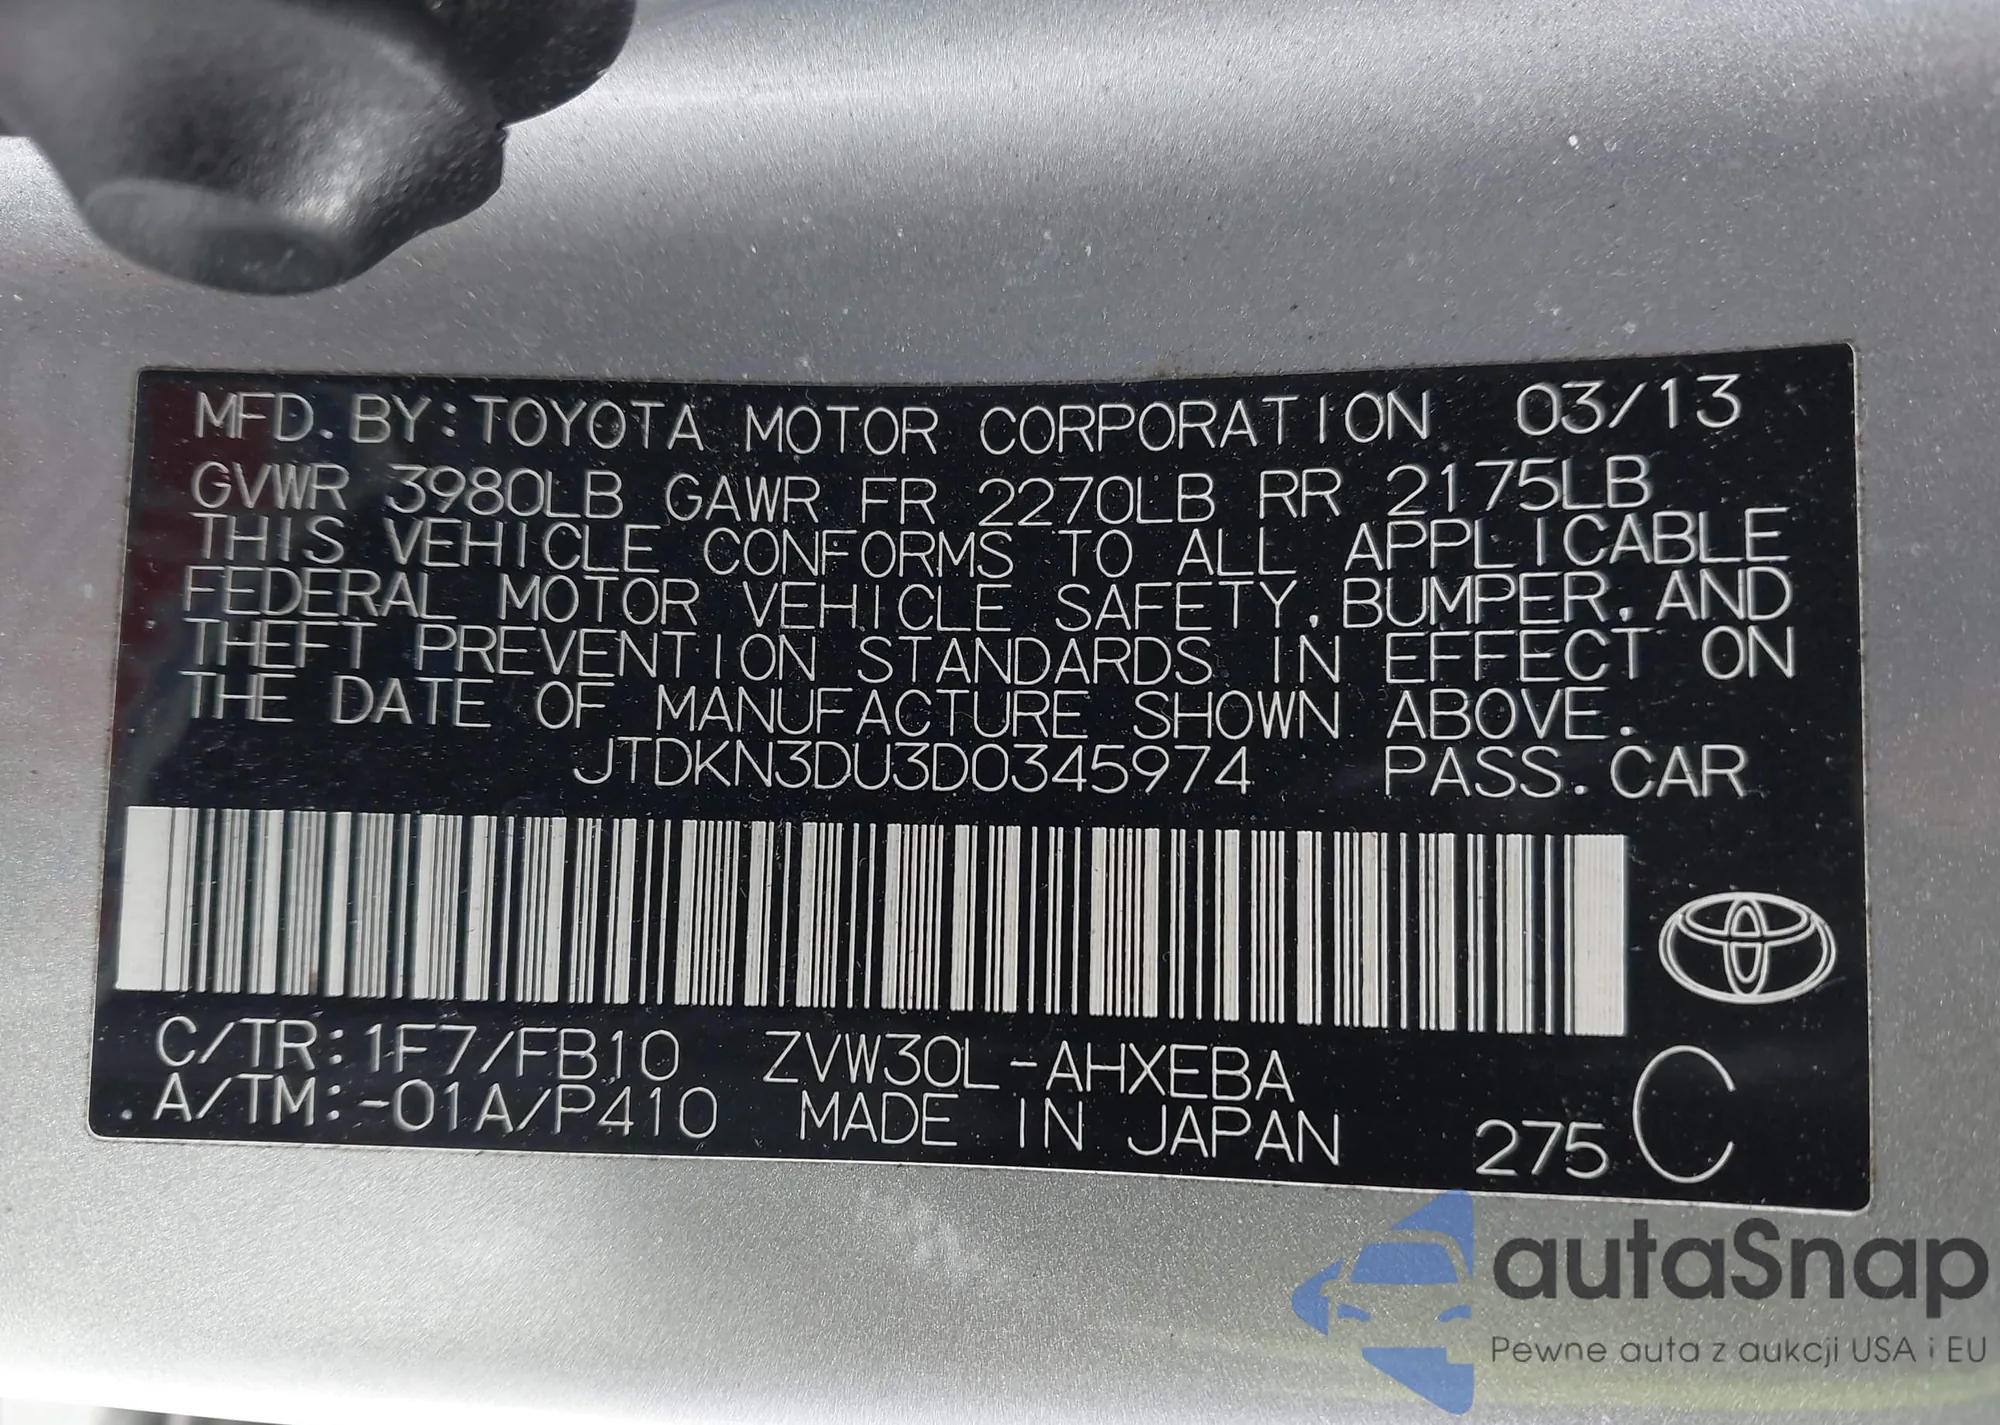 MFD. BY: TOYOTA MOTOR CORPORATION 03/13
GVWR 3980LB GAWR FR 2270LB RR 2175LB
THIS VEHICLE CONFORMS TO ALL APPLICABLE
FEDERAL MOTOR VEHICLE SAFETY, BUMPER, AND
THEFT PREVENTION STANDARDS IN EFFECT ON
THE DATE OF MANUFACTURE SHOWN ABOVE.
JTDKN3DU3D0345974 PASS. CAR
C/TR: 1F7/FB10 ZVW30L-AHXEBA
.A/TM: -01A/P410 MADE IN JAPAN 275 C
autaSnap
Pewne auta z aukcji USA i EU